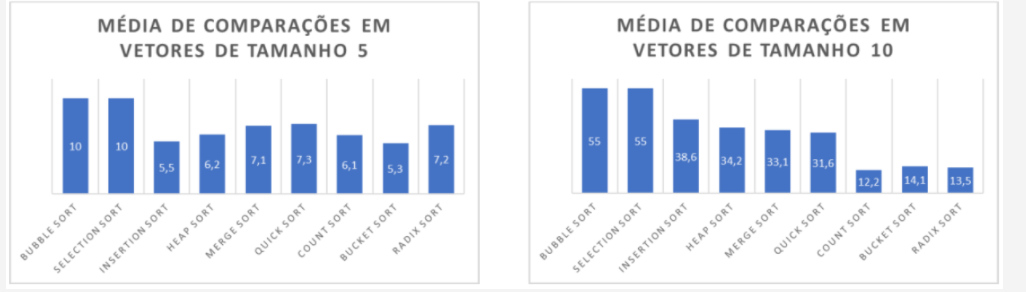 MÉDIA DE COMPARAÇÕES EM
VETORES DE TAMANHO 5
10
10
5,5
6,2
7,1
7,3
6,1
5,3
7,2
BUBBLE SORT
SELECTION SORT
INSERTION SORT
HEAP SORT
MERGE SORT
QUICK SORT
COUNT SORT
BUCKET SORT
RADIX SORT
MÉDIA DE COMPARAÇÕES EM
VETORES DE TAMANHO 10
55
55
38,6
34,2
33,1
31,6
12,2
14,1
13,5
BUBBLE SORT
SELECTION SORT
INSERTION SORT
HEAP SORT
MERGE SORT
QUICK SORT
COUNT SORT
BUCKET SORT
RADIX SORT